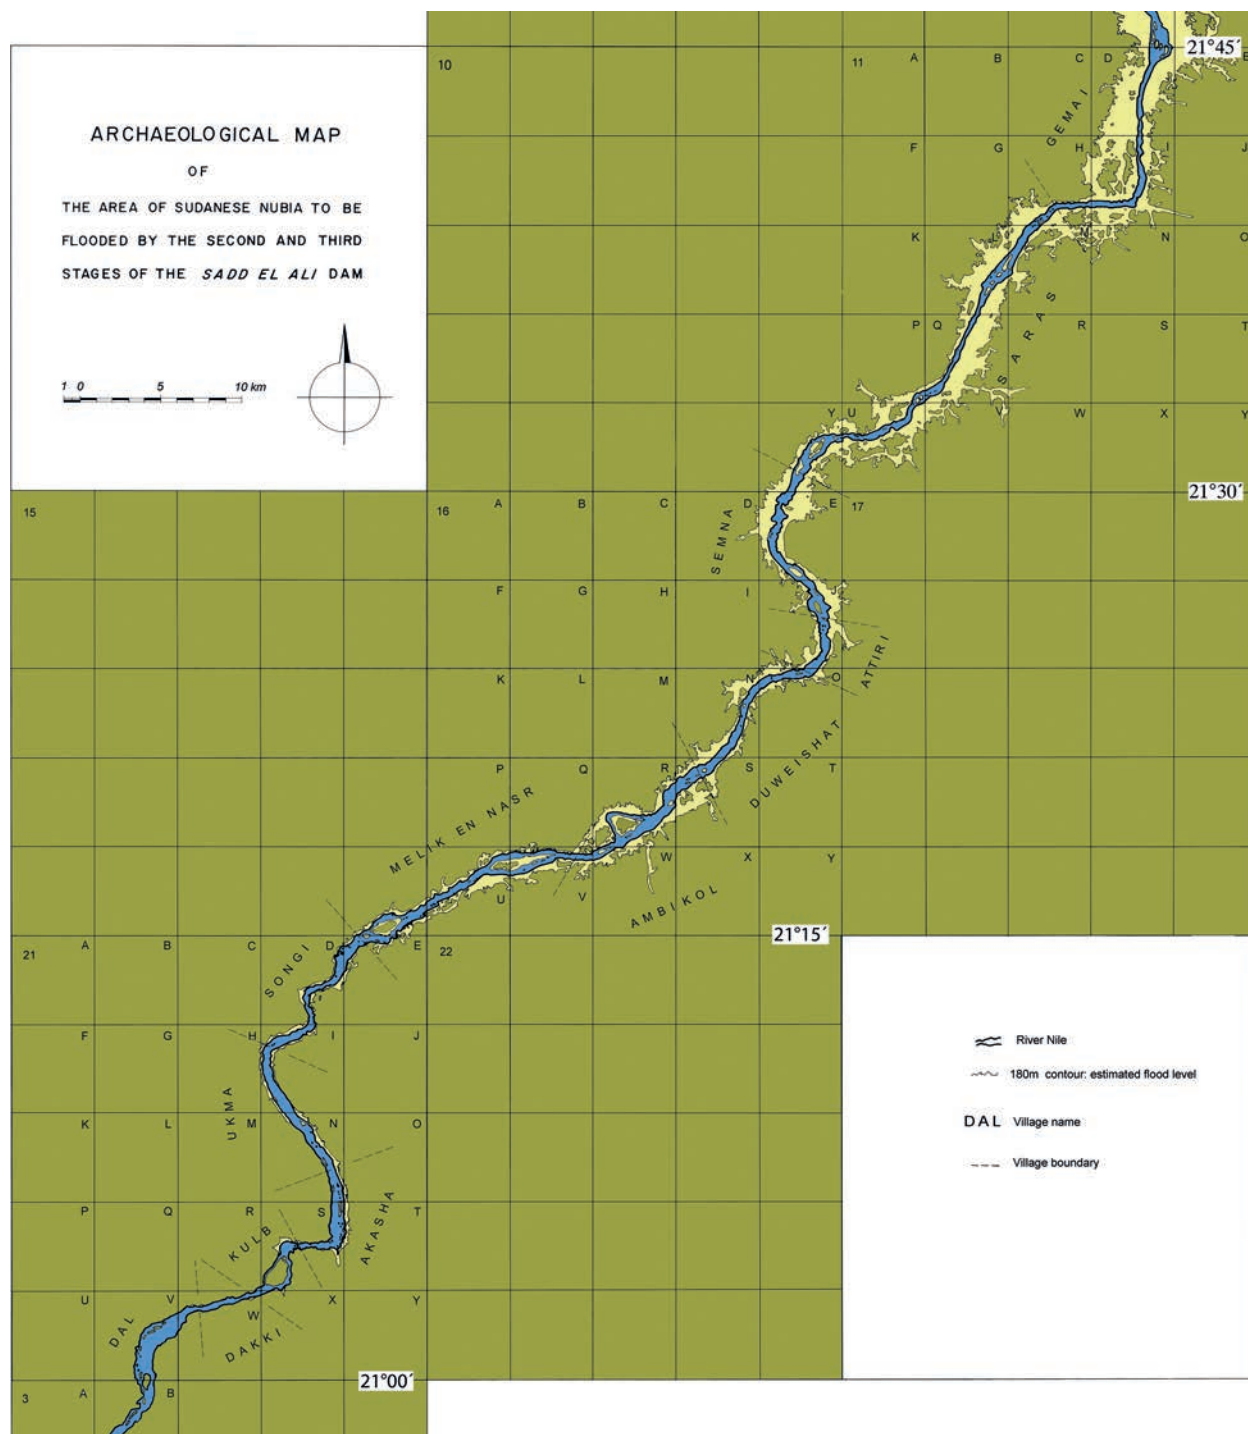 ARCHAEOLOGICAL MAP
OF
THE AREA OF SUDANESE NUBIA TO BE
FLOODED BY THE SECOND AND THIRD
STAGES OF THE SADD EL ALI DAM
1 0 5 10 km
10
11 A B C D E
21°45´
GEMAI
F G H I J
K L M N O
SARAS
P Q R S T
Y U V W X Y
21°30´
15
16 A B C D E 17
SEMNA
F G H I
ATTIRI
K L M N O
DUWEISHAT
P Q R S T
MELIK EN NASR
W X Y
U V
AMBIKOL
21°15´
21 A B C D E 22
SONGI
F G H I J
UKMA
K L M N O
P Q R S T
KULB
AKASHA
U V W X Y
DAL
DAKKI
21°00´
3 A B
River Nile
180m contour: estimated flood level
DAL Village name
Village boundary